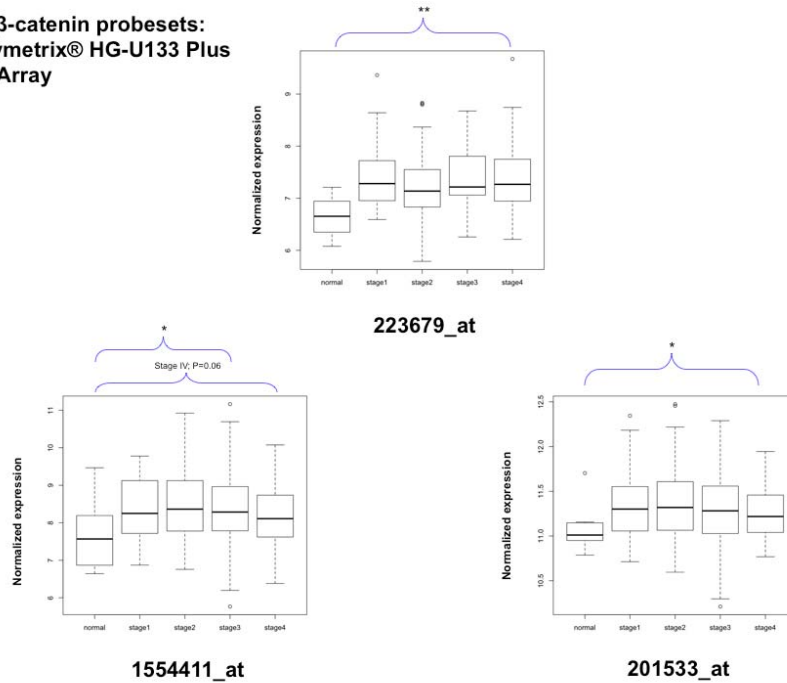 β-catenin probesets:
ymetrix® HG-U133 Plus
Array
**
Normalized expression
9
8
7
6
normal stage1 stage2 stage3 stage4
223679_at
*
Stage IV; P=0.06
Normalized expression
11
10
9
8
7
6
normal stage1 stage2 stage3 stage4
1554411_at
*
Normalized expression
12.5
12.0
11.5
11.0
10.5
normal stage1 stage2 stage3 stage4
201533_at